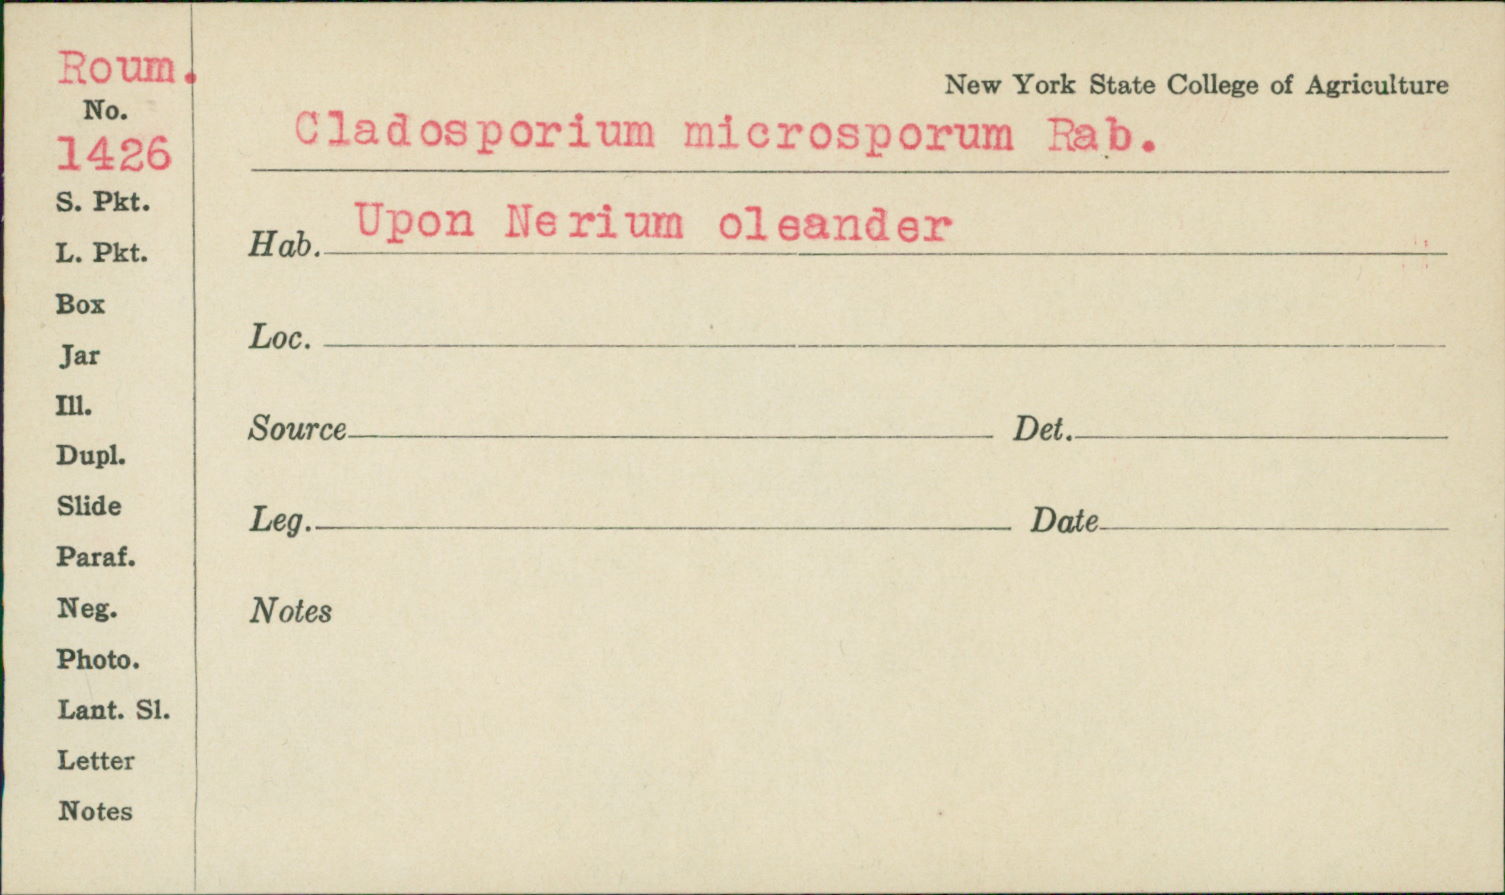 Roum.
No.
1426
S. Pkt.
L. Pkt.
Box
Jar
Ill.
Dupl.
Slide
Paraf.
Neg.
Photo.
Lant. Sl.
Letter
Notes
New York State College of Agriculture
Cladosporium microsporum Rab.
Hab. Upon Nerium oleander
Loc.
Source Det.
Leg. Date
Notes